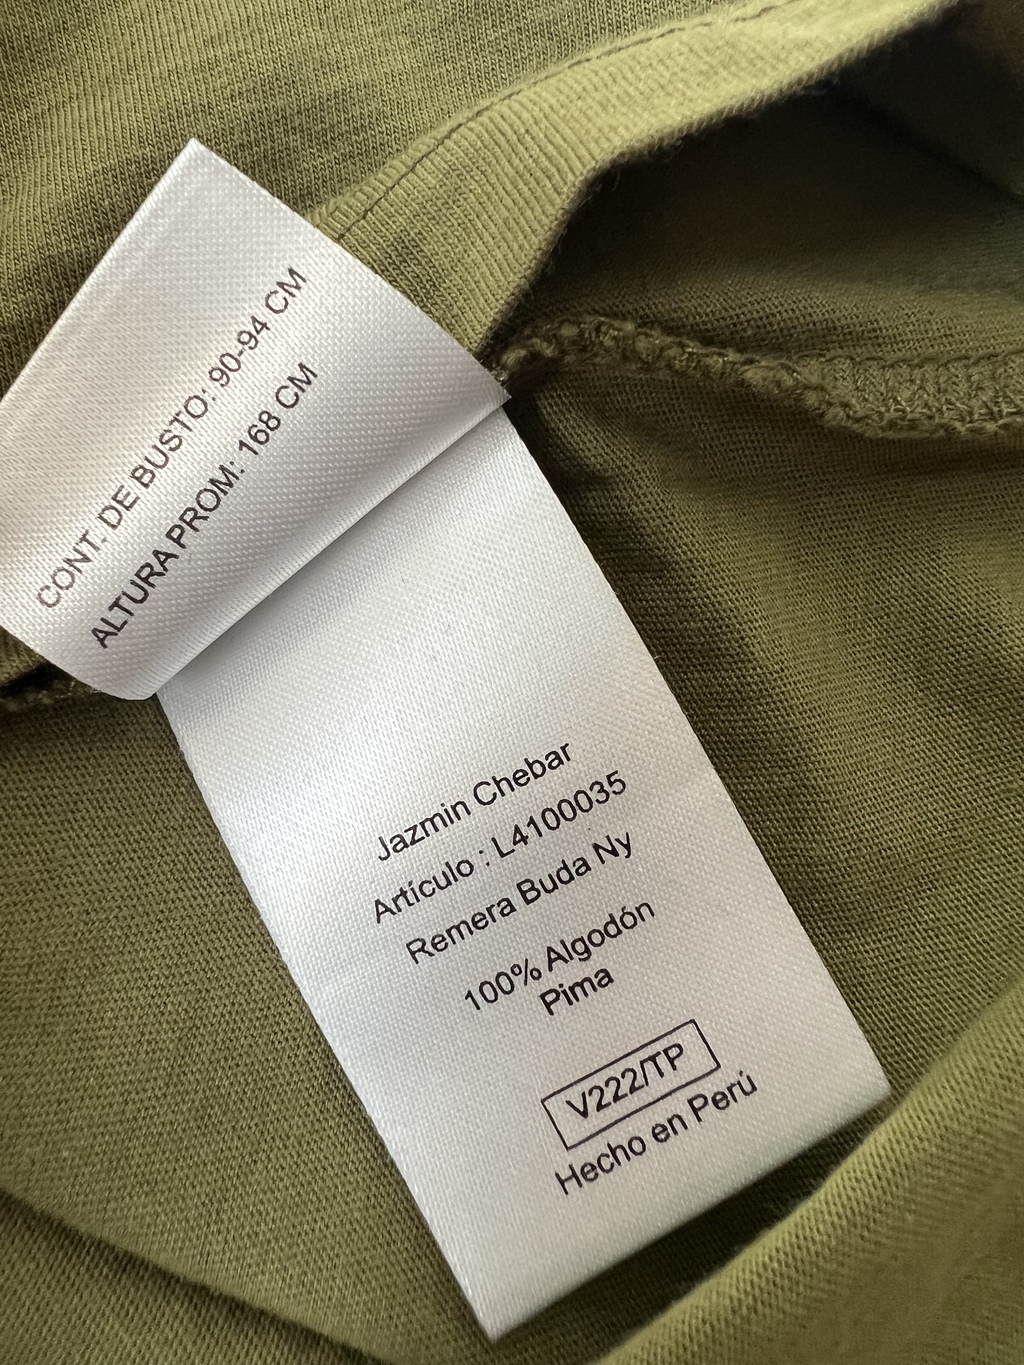 CONT. DE BUSTO: 90-94 CM
ALTURA PROM: 168 CM
Jazmin Chebar
Artículo : L4100035
Remera Buda Ny
100% Algodón
Pima
V222/TP
Hecho en Perú